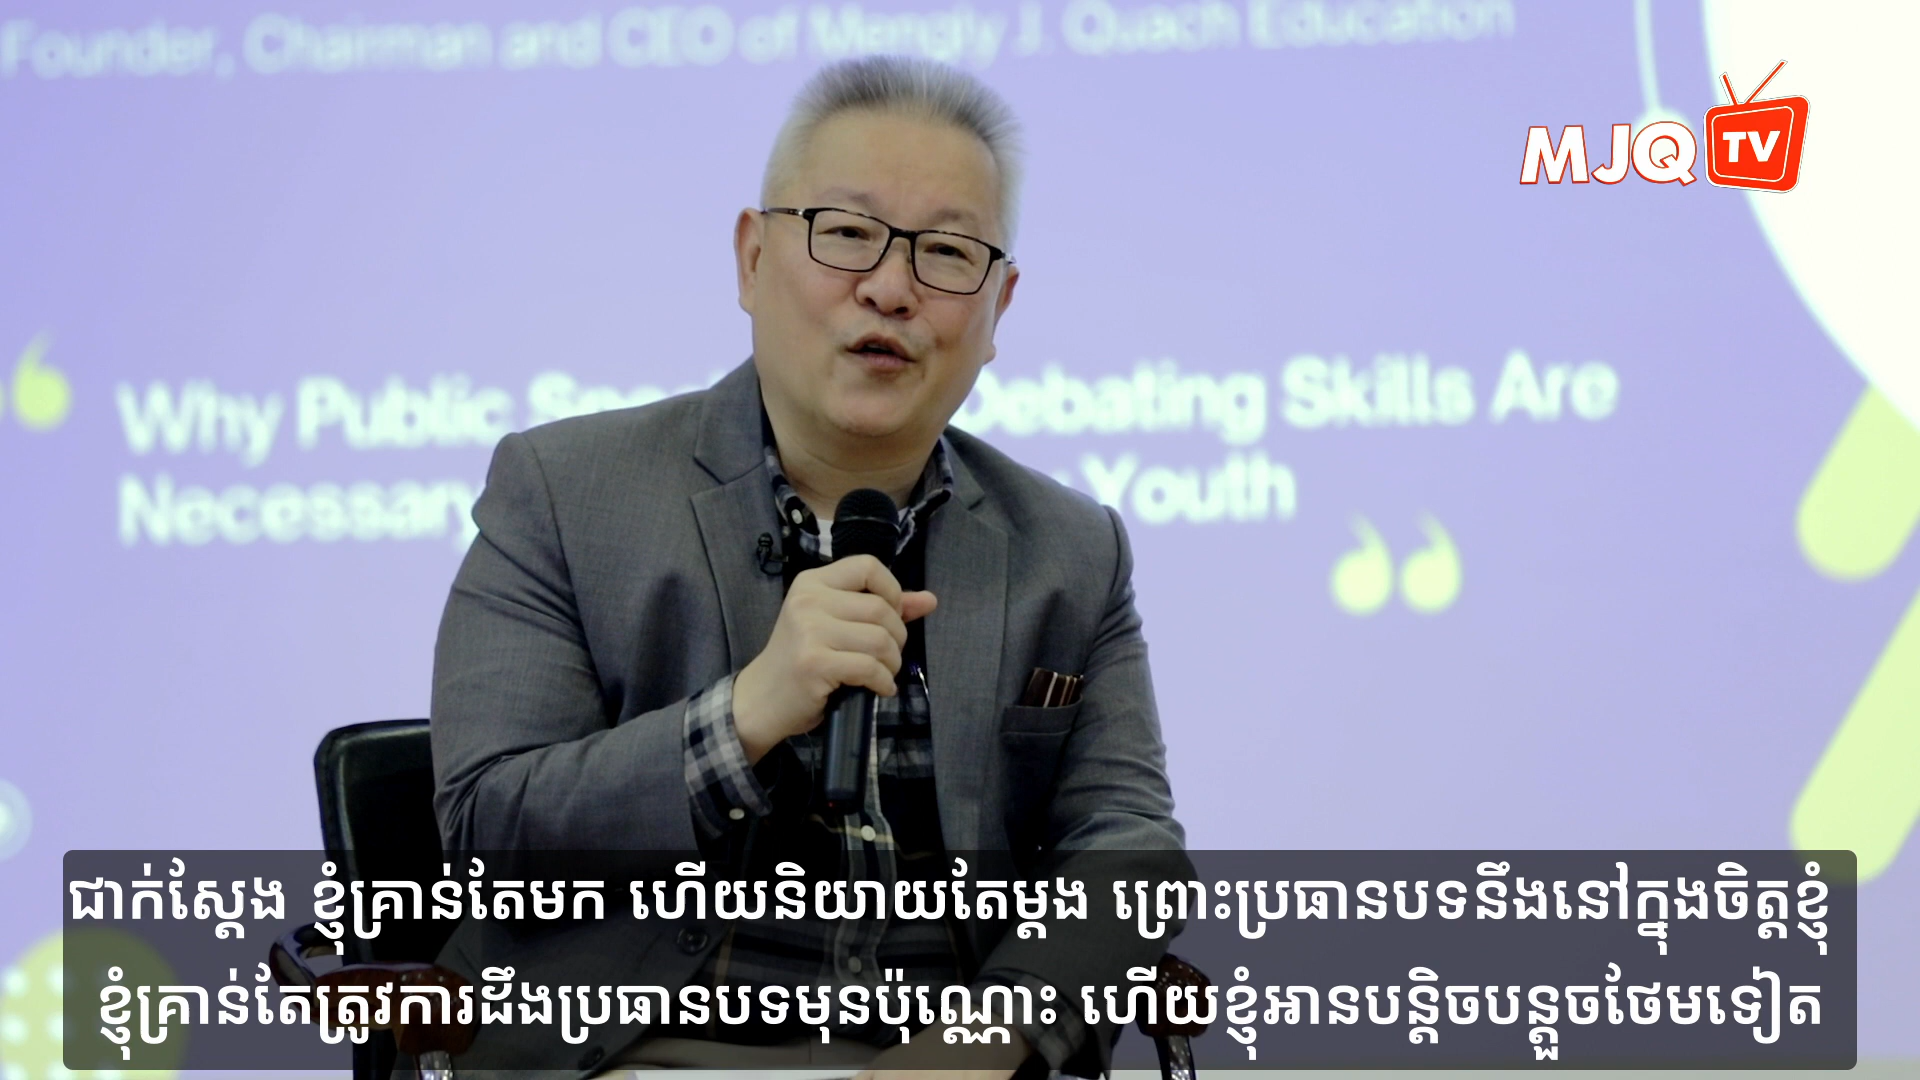 Founder, Chairman and CEO of Mengly J. Quach Education
MJQ TV
Why Public Debating Skills Are
Necessary Youth
ជាក់ស្ដែង ខ្ញុំគ្រាន់តែមក ហើយនិយាយតែម្ដង ព្រោះប្រធានបទនឹងនៅក្នុងចិត្តខ្ញុំ
ខ្ញុំគ្រាន់តែត្រូវការដឹងប្រធានបទមុនប៉ុណ្ណោះ ហើយខ្ញុំអានបន្តិចបន្តួចថែមទៀត